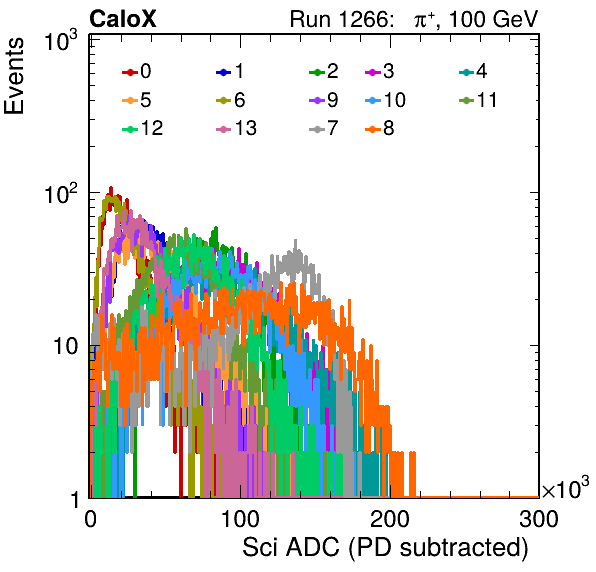 CaloX Run 1266: π⁺, 100 GeV
Events
10³
0 1 2 3 4
5 6 9 10 11
12 13 7 8
10²
10
1
0 100 200 300
×10³
Sci ADC (PD subtracted)